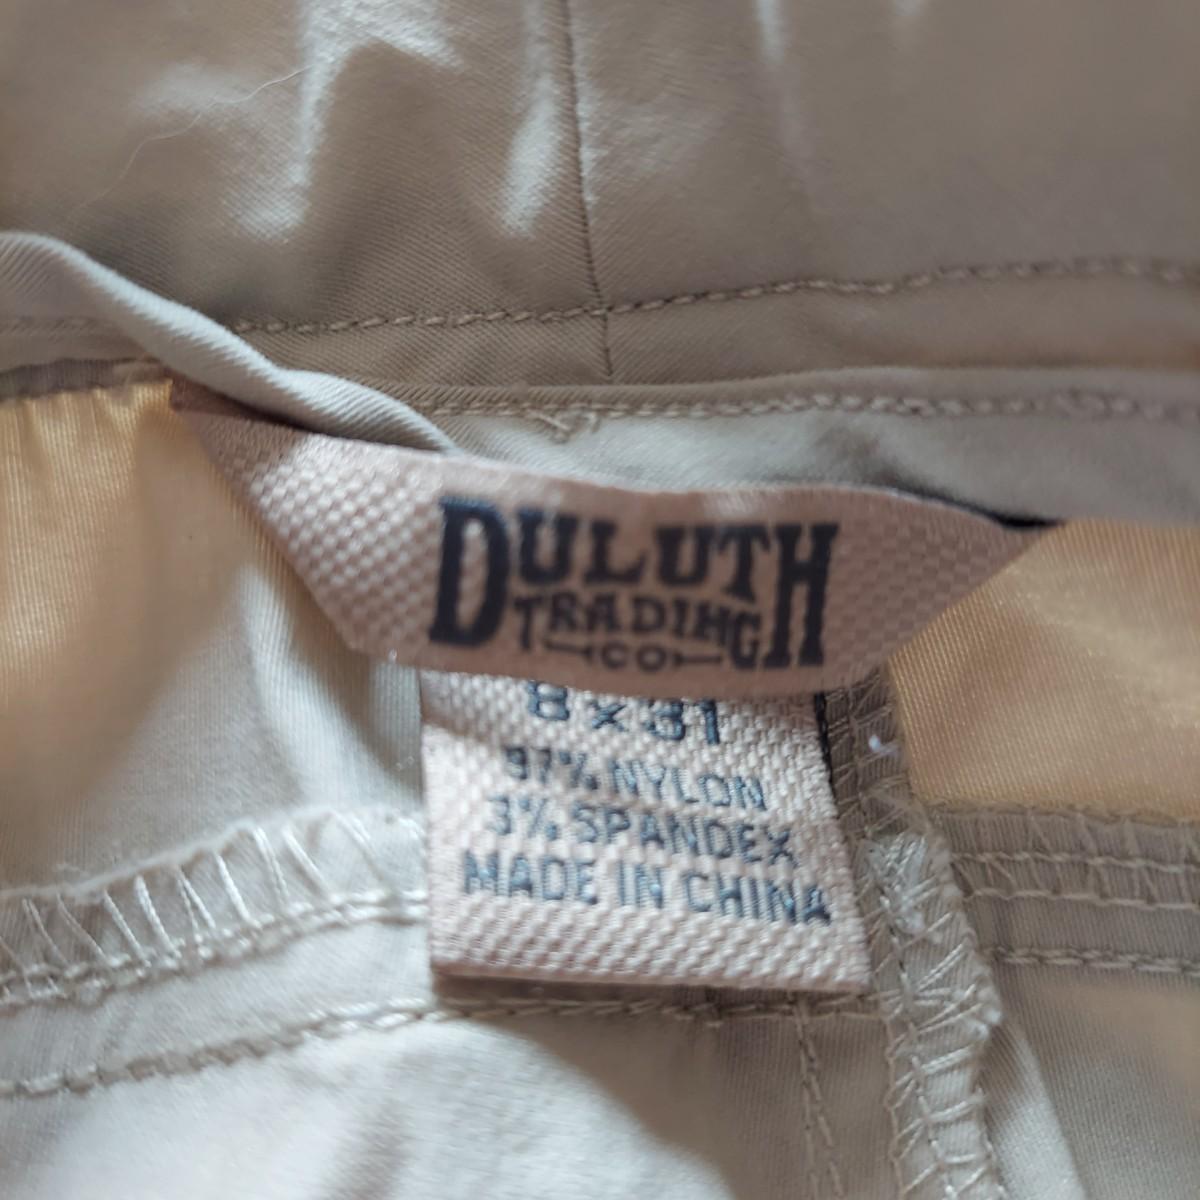 DULUTH
TRADING
CO
8 x 31
97% NYLON
3% SPANDEX
MADE IN CHINA